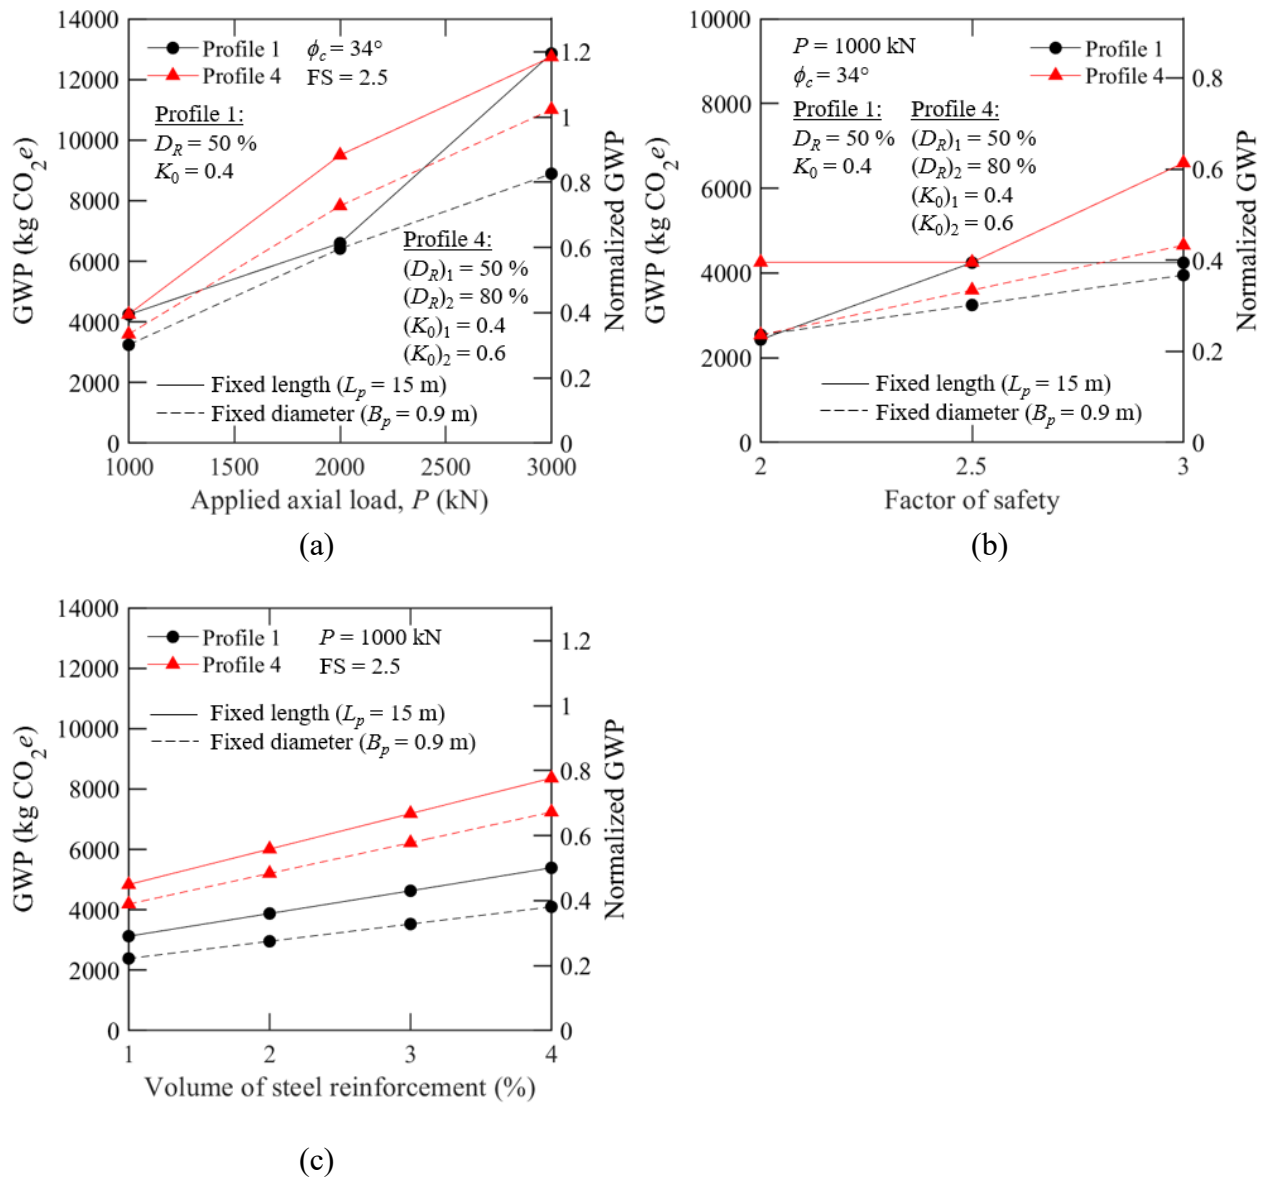 14000
12000
10000
8000
6000
4000
2000
0
GWP (kg CO₂e)
Profile 1
Profile 4
ϕc = 34°
FS = 2.5
Profile 1:
DR = 50 %
K0 = 0.4
Profile 4:
(DR)1 = 50 %
(DR)2 = 80 %
(K0)1 = 0.4
(K0)2 = 0.6
Fixed length (Lp = 15 m)
Fixed diameter (Bp = 0.9 m)
1.2
1
0.8
0.6
0.4
0.2
0
Normalized GWP
1000 1500 2000 2500 3000
Applied axial load, P (kN)
(a)
10000
8000
6000
4000
2000
0
GWP (kg CO₂e)
P = 1000 kN
ϕc = 34°
Profile 1
Profile 4
Profile 1:
DR = 50 %
K0 = 0.4
Profile 4:
(DR)1 = 50 %
(DR)2 = 80 %
(K0)1 = 0.4
(K0)2 = 0.6
Fixed length (Lp = 15 m)
Fixed diameter (Bp = 0.9 m)
0.8
0.6
0.4
0.2
0
Normalized GWP
2 2.5 3
Factor of safety
(b)
14000
12000
10000
8000
6000
4000
2000
0
GWP (kg CO₂e)
Profile 1
Profile 4
P = 1000 kN
FS = 2.5
Fixed length (Lp = 15 m)
Fixed diameter (Bp = 0.9 m)
1.2
1
0.8
0.6
0.4
0.2
0
Normalized GWP
1 2 3 4
Volume of steel reinforcement (%)
(c)